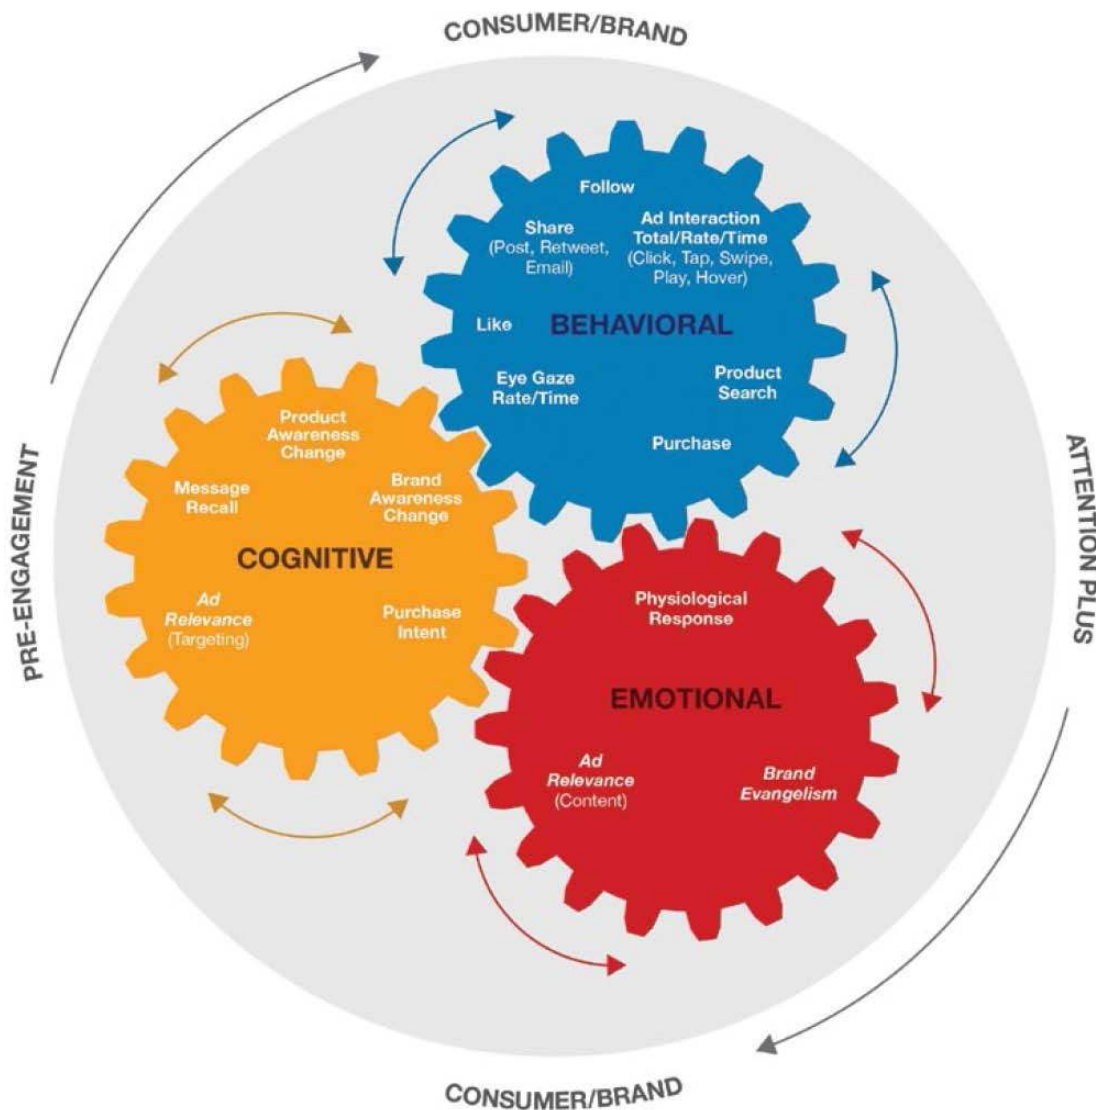 CONSUMER/BRAND
Follow
Share
(Post, Retweet,
Email)
Ad Interaction
Total/Rate/Time
(Click, Tap, Swipe,
Play, Hover)
Like
BEHAVIORAL
Eye Gaze
Rate/Time
Product
Search
Purchase
PRE-ENGAGEMENT
Product
Awareness
Change
Message
Recall
Brand
Awareness
Change
COGNITIVE
Ad
Relevance
(Targeting)
Purchase
Intent
ATTENTION PLUS
Physiological
Response
EMOTIONAL
Ad
Relevance
(Content)
Brand
Evangelism
CONSUMER/BRAND